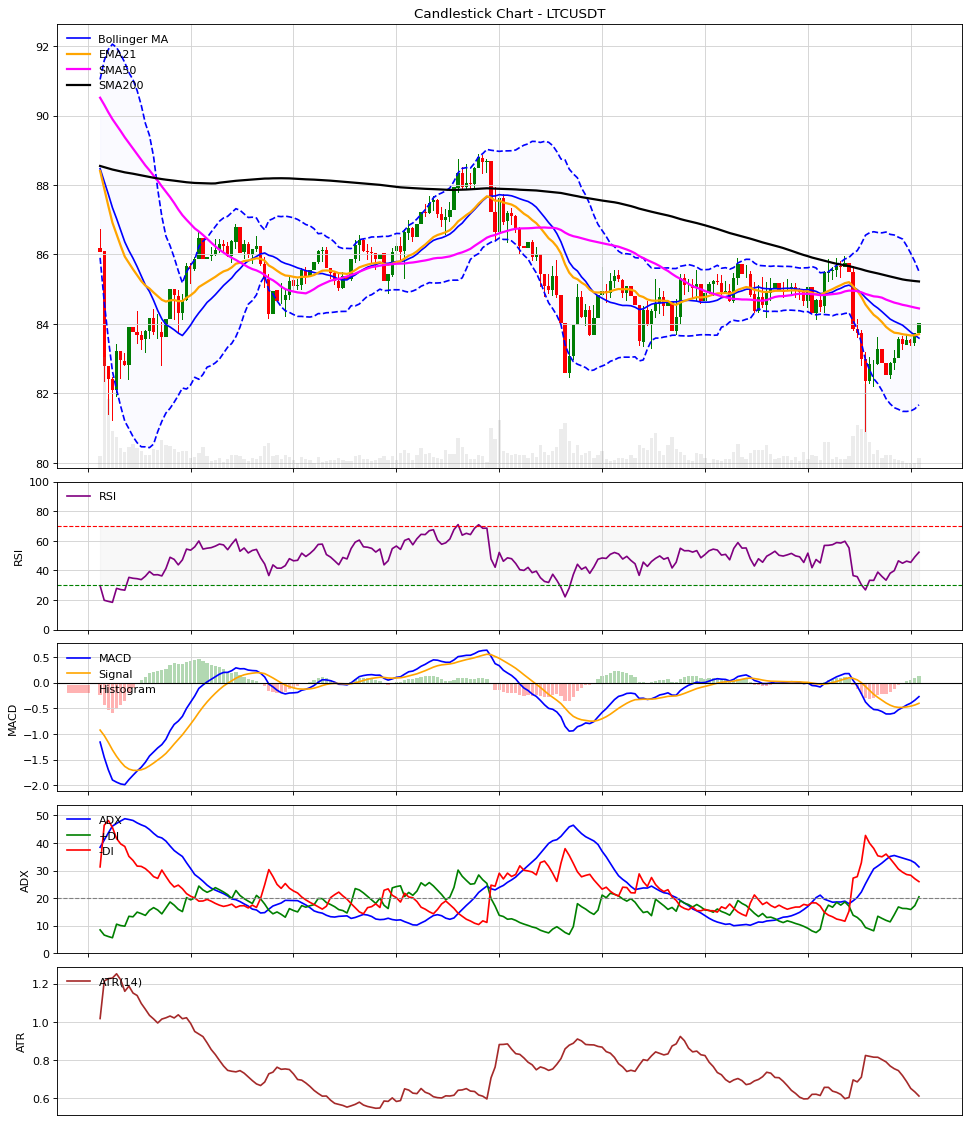 Candlestick Chart - LTCUSDT
Bollinger MA
EMA21
SMA50
SMA200
92
90
88
86
84
82
80
RSI
100
80
60
40
20
0
RSI
MACD
Signal
Histogram
0.5
0.0
−0.5
−1.0
−1.5
−2.0
MACD
ADX
+DI
-DI
50
40
30
20
10
0
ADX
ATR(14)
1.2
1.0
0.8
0.6
ATR